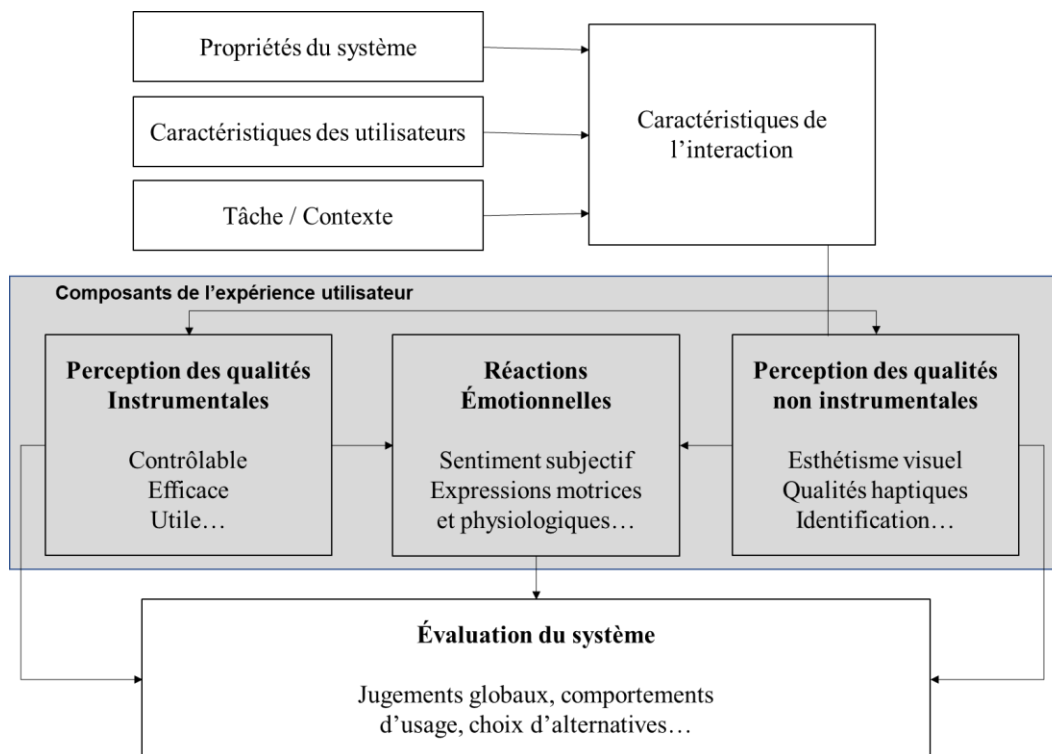 Propriétés du système
Caractéristiques des utilisateurs
Tâche / Contexte
Caractéristiques de
l’interaction
Composants de l’expérience utilisateur
Perception des qualités
Instrumentales
Contrôlable
Efficace
Utile…
Réactions
Émotionnelles
Sentiment subjectif
Expressions motrices
et physiologiques…
Perception des qualités
non instrumentales
Esthétisme visuel
Qualités haptiques
Identification…
Évaluation du système
Jugements globaux, comportements
d’usage, choix d’alternatives…